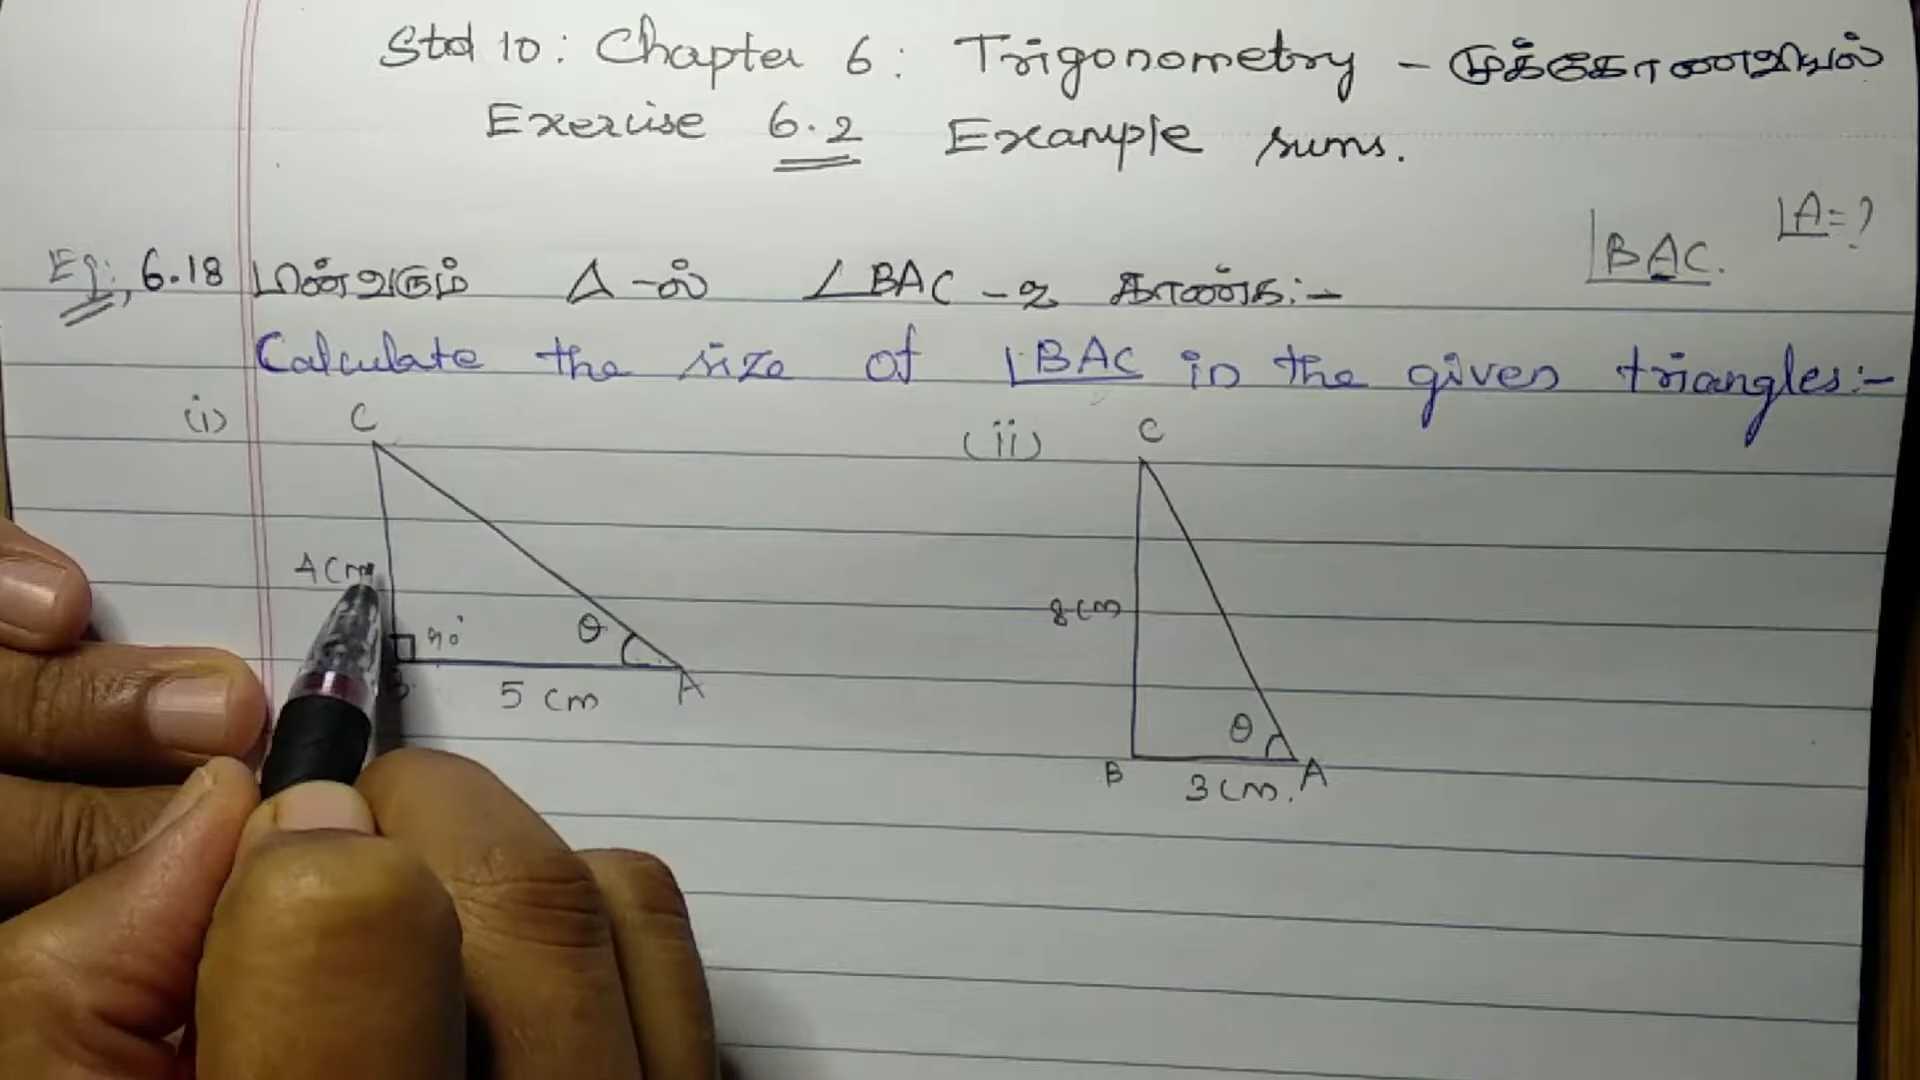 Std 10: Chapter 6: Trigonometry - முக்கோணவியல்
Exercise 6.2 Example sums.
∠A = ?
∠BAC.
Eg:, 6.18 பின்வரும் Δ-ல் ∠BAC-ஐ காண்க:-
Calculate the size of ∠BAC in the given triangles:-
(i)
C
4 cm
90°
θ
B
5 cm
A
(ii)
C
8 cm
θ
B
3 cm.
A